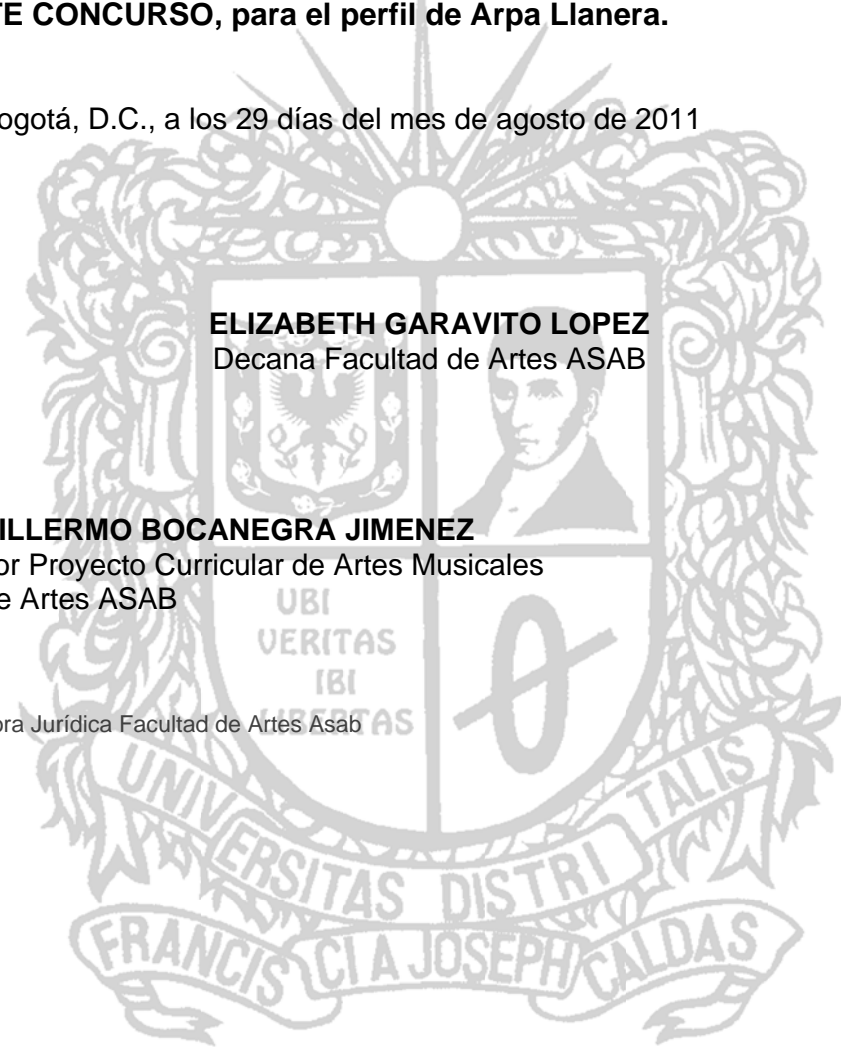 TE CONCURSO, para el perfil de Arpa Llanera.
ogotá, D.C., a los 29 días del mes de agosto de 2011
ELIZABETH GARAVITO LOPEZ
Decana Facultad de Artes ASAB
ILLERMO BOCANEGRA JIMENEZ
or Proyecto Curricular de Artes Musicales
e Artes ASAB
UBI
VERITAS
IBI
LIBERTAS
ora Jurídica Facultad de Artes Asab
UNIVERSITAS DISTRITALIS
FRANCISCI A JOSEPH CALDAS